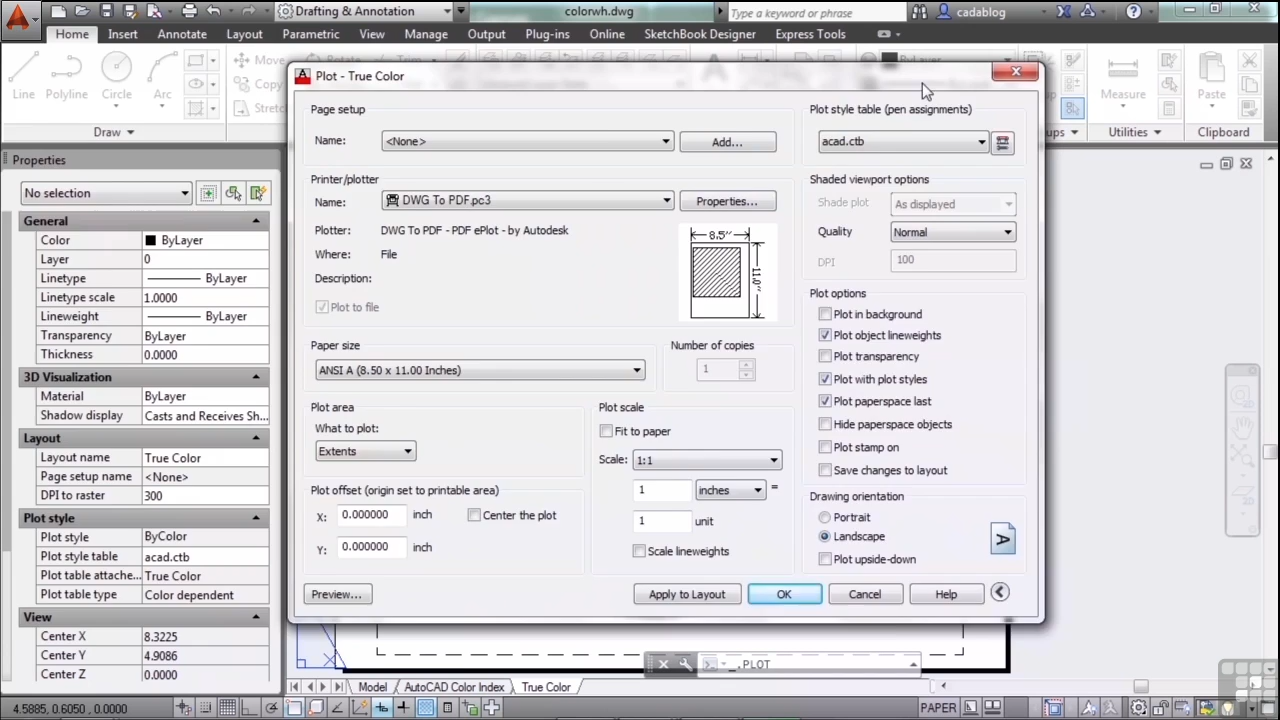 Drafting & Annotation
colorwh.dwg
Type a keyword or phrase
cadablog
Home
Insert
Annotate
Layout
Parametric
View
Manage
Output
Plug-ins
Online
SketchBook Designer
Express Tools
Line
Polyline
Circle
Arc
Move
Copy
Stretch
ByLayer
Measure
Paste
Draw
Utilities
Clipboard
Properties
No selection
General
Color ByLayer
Layer 0
Linetype ByLayer
Linetype scale 1.0000
Lineweight ByLayer
Transparency ByLayer
Thickness 0.0000
3D Visualization
Material ByLayer
Shadow display Casts and Receives Sh...
Layout
Layout name True Color
Page setup name <None>
DPI to raster 300
Plot style
Plot style ByColor
Plot style table acad.ctb
Plot table attache... True Color
Plot table type Color dependent
View
Center X 8.3225
Center Y 4.9086
Center Z 0.0000
Plot - True Color
Page setup
Name: <None> Add...
Printer/plotter
Name: DWG To PDF.pc3 Properties...
Plotter: DWG To PDF - PDF ePlot - by Autodesk
Where: File
Description:
Plot to file
8.5''
11.0''
Paper size
ANSI A (8.50 x 11.00 Inches)
Number of copies
1
Plot area
What to plot:
Extents
Plot offset (origin set to printable area)
X: 0.000000 inch Center the plot
Y: 0.000000 inch
Plot scale
Fit to paper
Scale: 1:1
1 inches =
1 unit
Scale lineweights
Plot style table (pen assignments)
acad.ctb
Shaded viewport options
Shade plot As displayed
Quality Normal
DPI 100
Plot options
Plot in background
Plot object lineweights
Plot transparency
Plot with plot styles
Plot paperspace last
Hide paperspace objects
Plot stamp on
Save changes to layout
Drawing orientation
Portrait
Landscape
Plot upside-down
A
Preview... Apply to Layout OK Cancel Help
_.PLOT
Model AutoCAD Color Index True Color
4.5885, 0.6050, 0.0000
PAPER